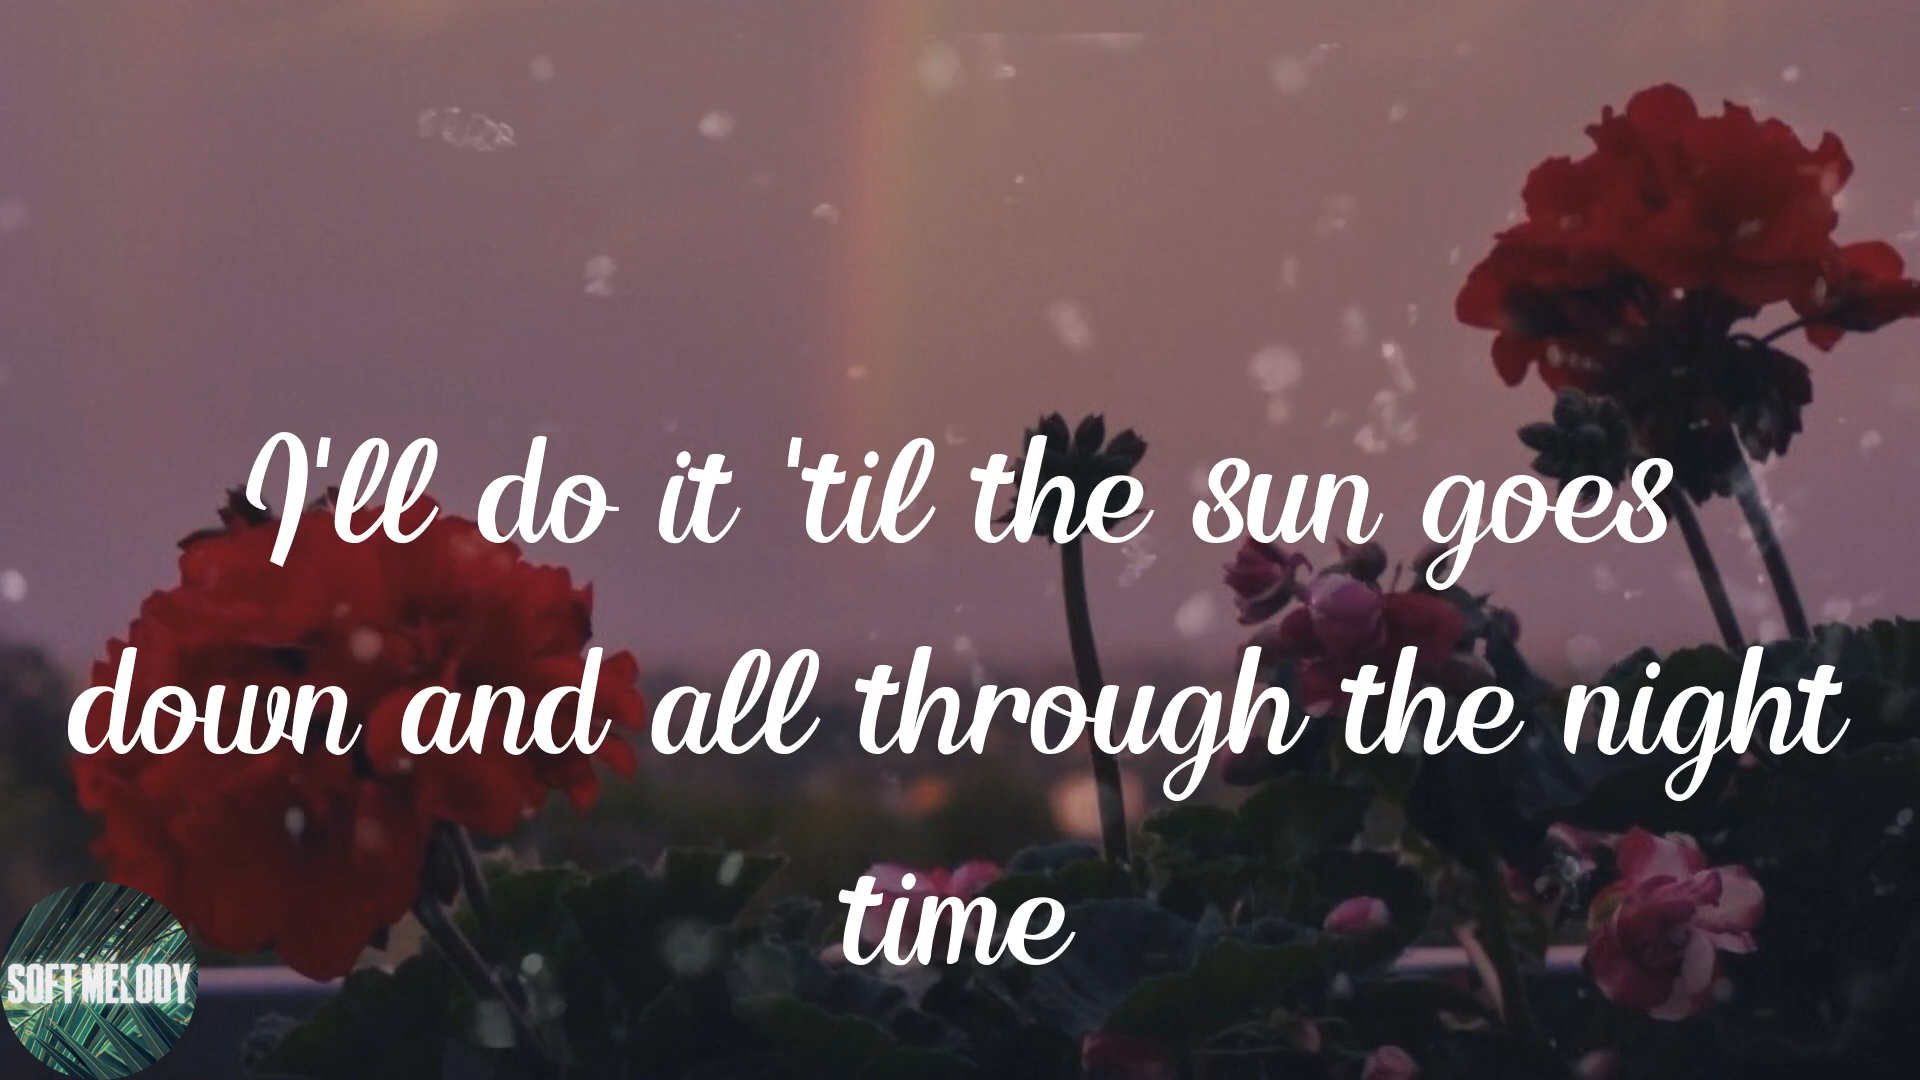 I'll do it 'til the sun goes
down and all through the night
time
SOFT MELODY